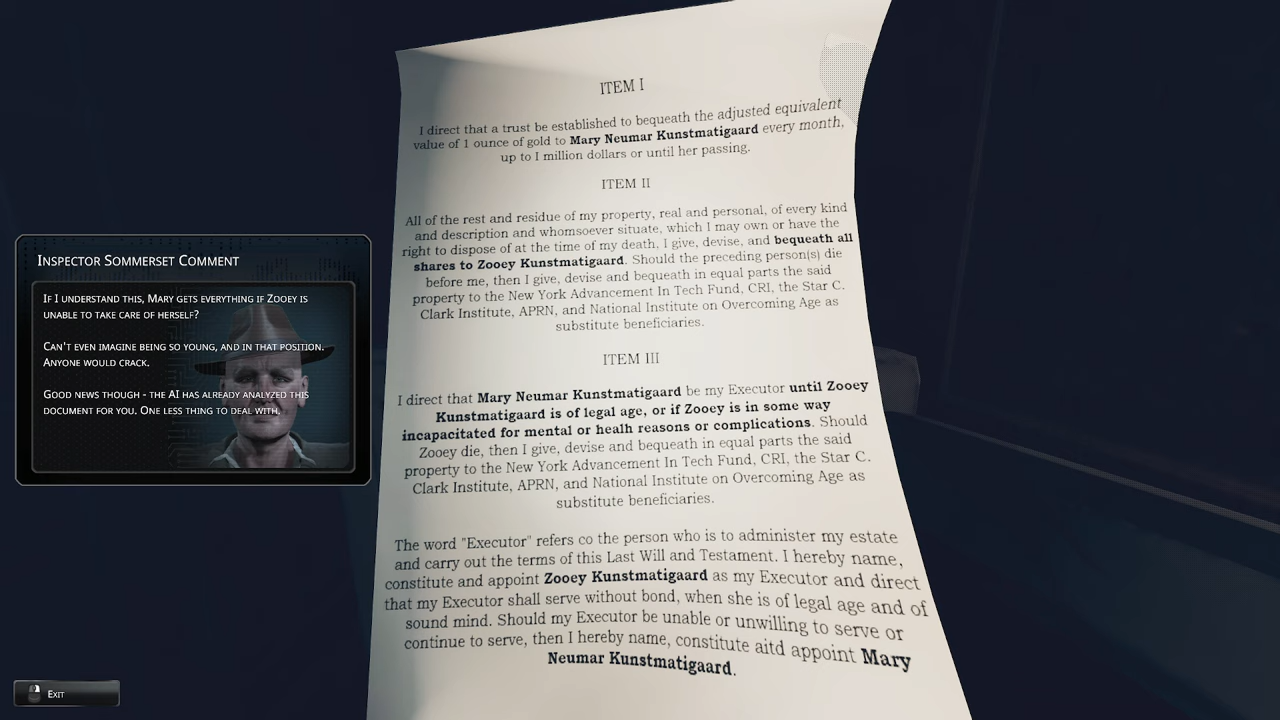 ITEM I
I direct that a trust be established to bequeath the adjusted equivalent
value of 1 ounce of gold to Mary Neumar Kunstmatigaard every month,
up to 1 million dollars or until her passing.
ITEM II
All of the rest and residue of my property, real and personal, of every kind
and description and whomsoever situate, which I may own or have the
right to dispose of at the time of my death, I give, devise, and bequeath all
shares to Zooey Kunstmatigaard. Should the preceding person(s) die
before me, then I give, devise and bequeath in equal parts the said
property to the New York Advancement In Tech Fund, CRI, the Star C.
Clark Institute, APRN, and National Institute on Overcoming Age as
substitute beneficiaries.
ITEM III
I direct that Mary Neumar Kunstmatigaard be my Executor until Zooey
Kunstmatigaard is of legal age, or if Zooey is in some way
incapacitated for mental or healh reasons or complications. Should
Zooey die, then I give, devise and bequeath in equal parts the said
property to the New York Advancement In Tech Fund, CRI, the Star C.
Clark Institute, APRN, and National Institute on Overcoming Age as
substitute beneficiaries.
The word "Executor" refers co the person who is to administer my estate
and carry out the terms of this Last Will and Testament. I hereby name,
constitute and appoint Zooey Kunstmatigaard as my Executor and direct
that my Executor shall serve without bond, when she is of legal age and of
sound mind. Should my Executor be unable or unwilling to serve or
continue to serve, then I hereby name, constitute aitd appoint Mary
Neumar Kunstmatigaard.
Inspector Sommerset Comment
If I understand this, Mary gets everything if Zooey is
unable to take care of herself?
Can't even imagine being so young, and in that position.
Anyone would crack.
Good news though - the AI has already analyzed this
document for you. One less thing to deal with.
Exit